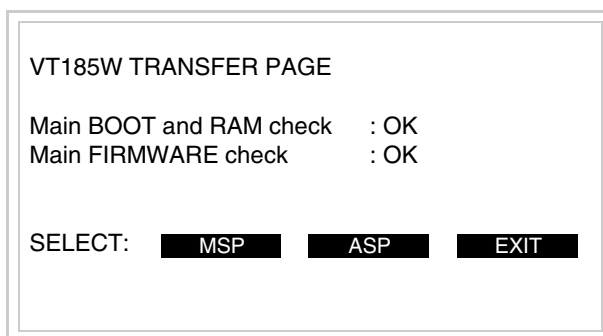 VT185W TRANSFER PAGE
Main BOOT and RAM check : OK
Main FIRMWARE check : OK
SELECT: MSP ASP EXIT